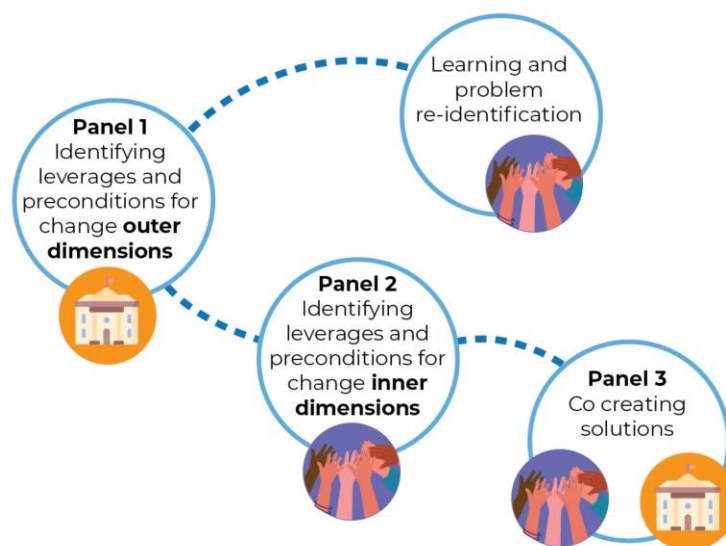 Learning and
problem
re-identification
Panel 1
Identifying
leverages and
preconditions for
change outer
dimensions
Panel 2
Identifying
leverages and
preconditions for
change inner
dimensions
Panel 3
Co creating
solutions